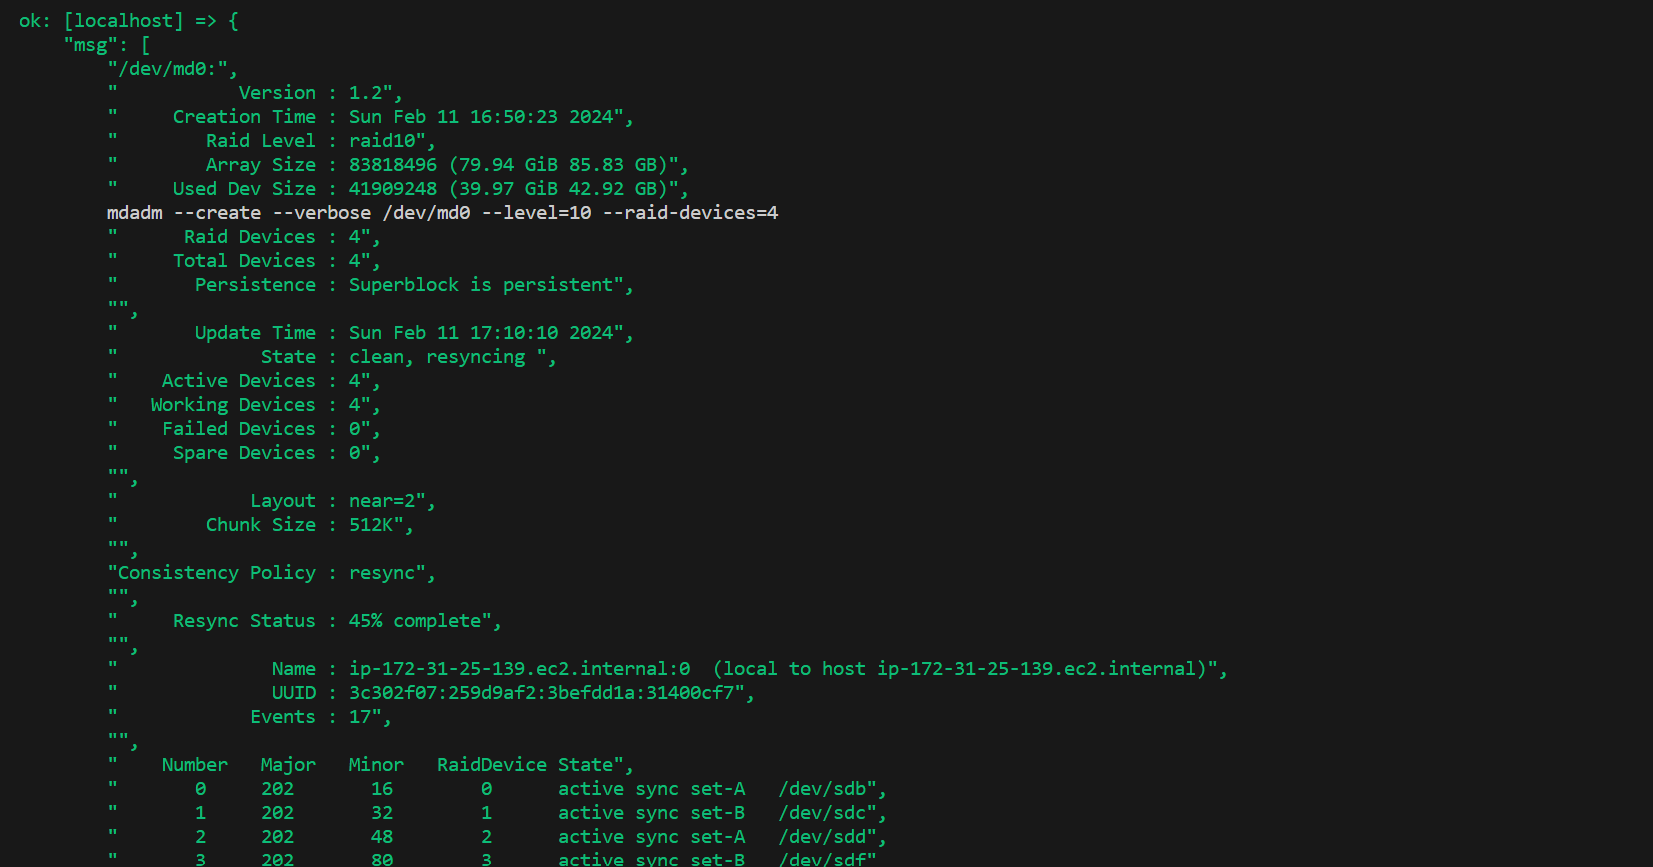 ok: [localhost] => {
    "msg": [
        "/dev/md0:",
        "           Version : 1.2",
        "     Creation Time : Sun Feb 11 16:50:23 2024",
        "        Raid Level : raid10",
        "        Array Size : 83818496 (79.94 GiB 85.83 GB)",
        "     Used Dev Size : 41909248 (39.97 GiB 42.92 GB)",
        mdadm --create --verbose /dev/md0 --level=10 --raid-devices=4
        "      Raid Devices : 4",
        "     Total Devices : 4",
        "       Persistence : Superblock is persistent",
        "",
        "       Update Time : Sun Feb 11 17:10:10 2024",
        "             State : clean, resyncing ",
        "    Active Devices : 4",
        "   Working Devices : 4",
        "    Failed Devices : 0",
        "     Spare Devices : 0",
        "",
        "            Layout : near=2",
        "        Chunk Size : 512K",
        "",
        "Consistency Policy : resync",
        "",
        "     Resync Status : 45% complete",
        "",
        "              Name : ip-172-31-25-139.ec2.internal:0  (local to host ip-172-31-25-139.ec2.internal)",
        "              UUID : 3c302f07:259d9af2:3befdd1a:31400cf7",
        "            Events : 17",
        "",
        "    Number   Major   Minor   RaidDevice State",
        "       0     202       16        0      active sync set-A   /dev/sdb",
        "       1     202       32        1      active sync set-B   /dev/sdc",
        "       2     202       48        2      active sync set-A   /dev/sdd",
        "       3     202       80        3      active sync set-B   /dev/sdf"